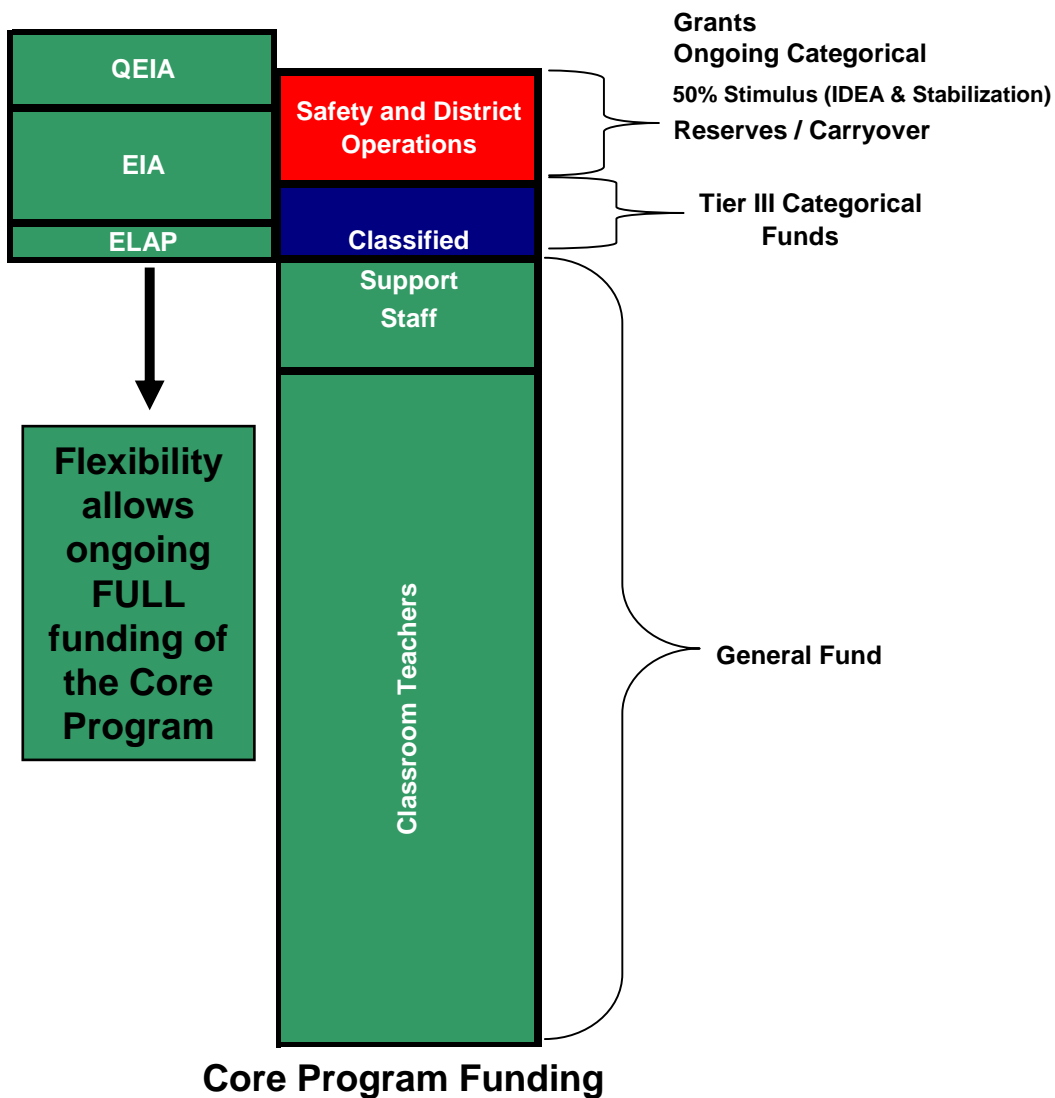 QEIA
EIA
ELAP
Flexibility
allows
ongoing
FULL
funding of
the Core
Program
Safety and District
Operations
Classified
Support
Staff
Classroom Teachers
Grants
Ongoing Categorical
50% Stimulus (IDEA & Stabilization)
Reserves / Carryover
Tier III Categorical
Funds
General Fund
Core Program Funding